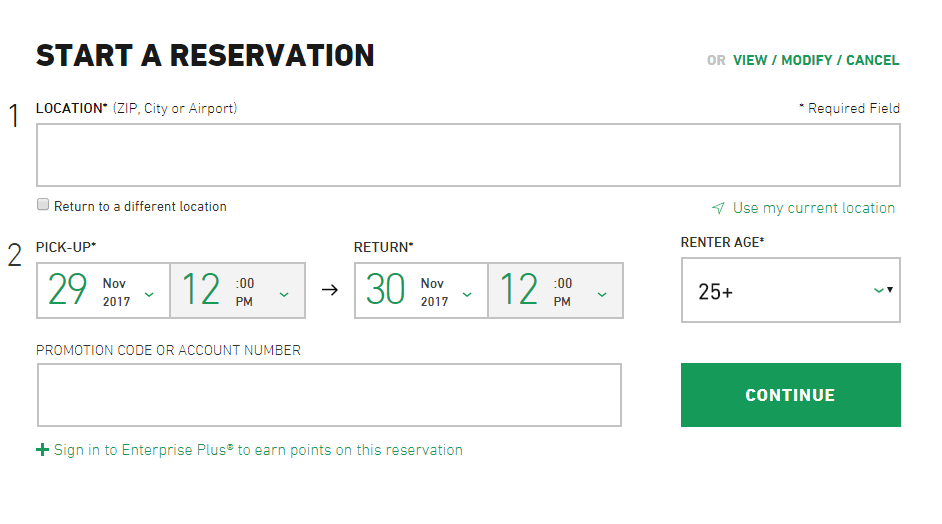 START A RESERVATION
OR VIEW / MODIFY / CANCEL
1 LOCATION* (ZIP, City or Airport)
* Required Field
Return to a different location
Use my current location
2 PICK-UP*
RETURN*
RENTER AGE*
29 Nov 2017
12 :00 PM
30 Nov 2017
12 :00 PM
25+
PROMOTION CODE OR ACCOUNT NUMBER
CONTINUE
Sign in to Enterprise Plus® to earn points on this reservation